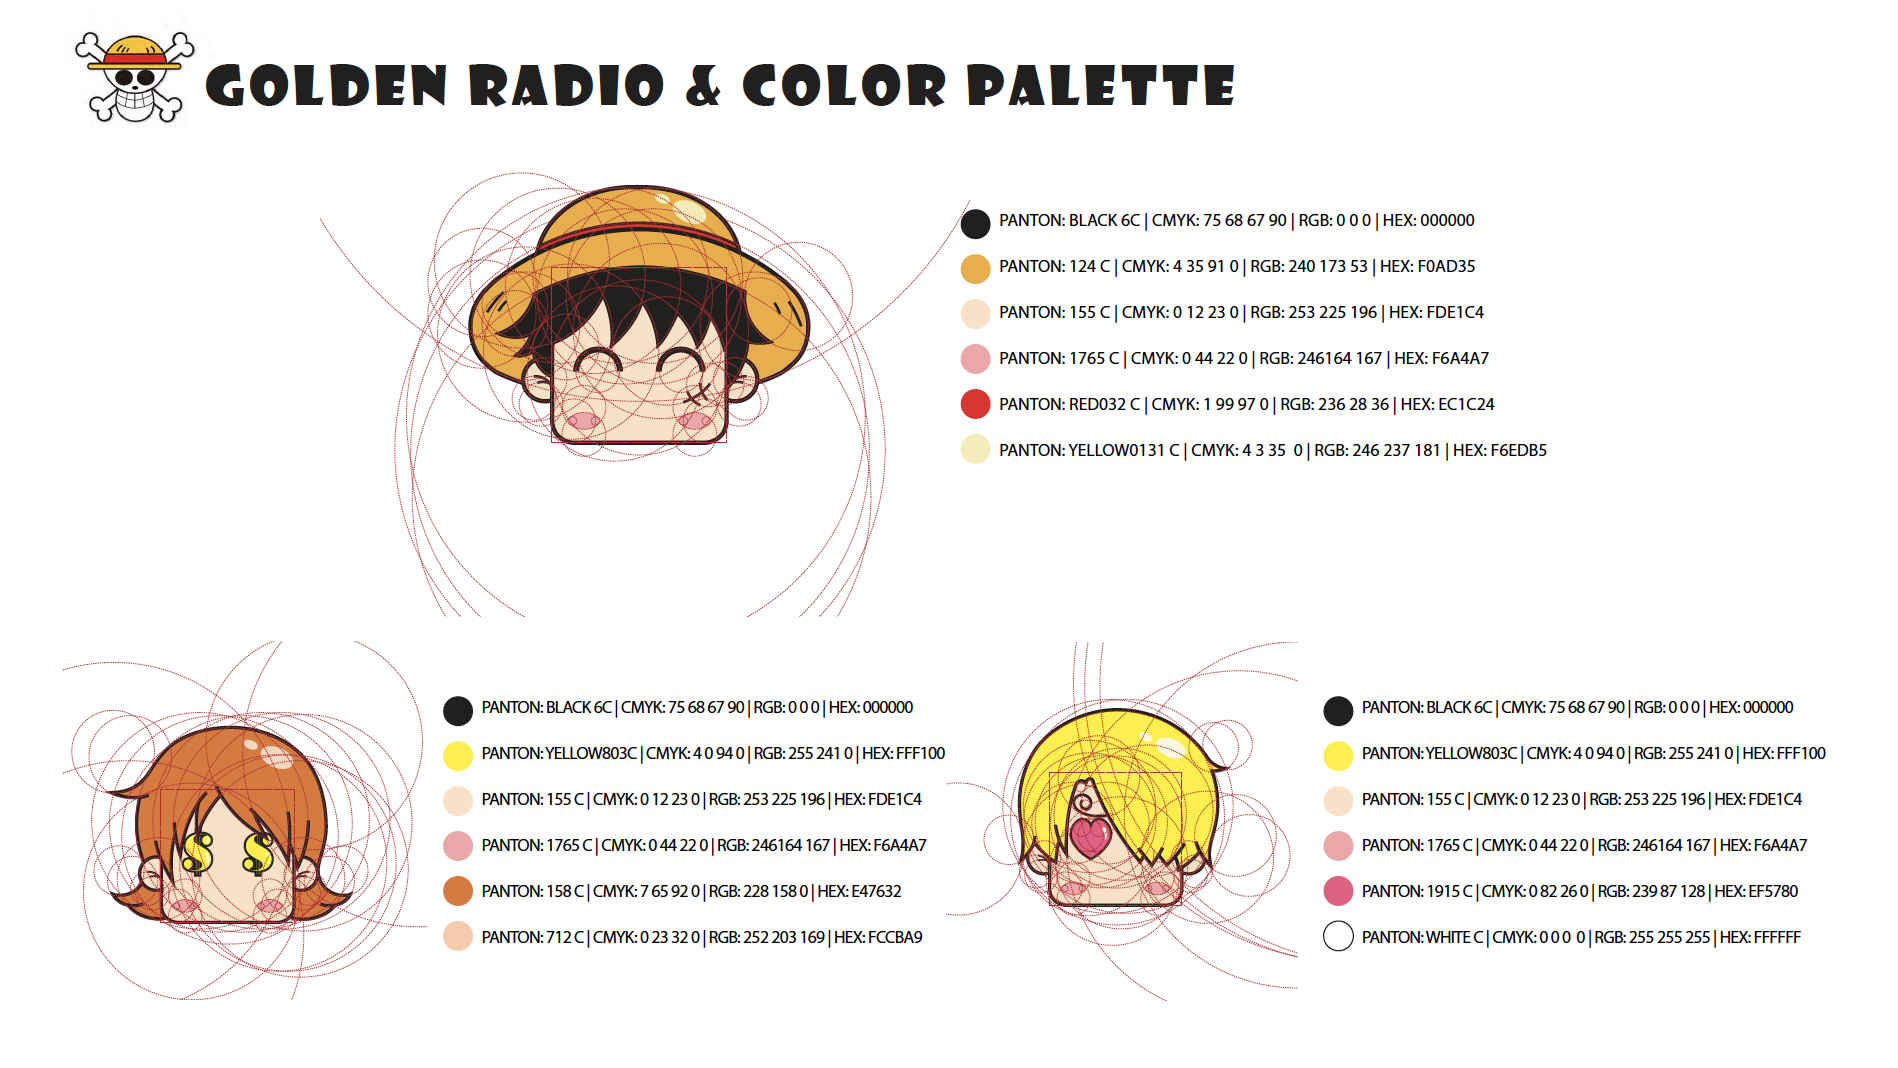 GOLDEN RADIO & COLOR PALETTE
PANTON: BLACK 6C | CMYK: 75 68 67 90 | RGB: 0 0 0 | HEX: 000000
PANTON: 124 C | CMYK: 4 35 91 0 | RGB: 240 173 53 | HEX: F0AD35
PANTON: 155 C | CMYK: 0 12 23 0 | RGB: 253 225 196 | HEX: FDE1C4
PANTON: 1765 C | CMYK: 0 44 22 0 | RGB: 246164 167 | HEX: F6A4A7
PANTON: RED032 C | CMYK: 1 99 97 0 | RGB: 236 28 36 | HEX: EC1C24
PANTON: YELLOW0131 C | CMYK: 4 3 35 0 | RGB: 246 237 181 | HEX: F6EDB5
PANTON: BLACK 6C | CMYK: 75 68 67 90 | RGB: 0 0 0 | HEX: 000000
PANTON: YELLOW803C | CMYK: 4 0 94 0 | RGB: 255 241 0 | HEX: FFF100
PANTON: 155 C | CMYK: 0 12 23 0 | RGB: 253 225 196 | HEX: FDE1C4
PANTON: 1765 C | CMYK: 0 44 22 0 | RGB: 246164 167 | HEX: F6A4A7
PANTON: 158 C | CMYK: 7 65 92 0 | RGB: 228 158 0 | HEX: E47632
PANTON: 712 C | CMYK: 0 23 32 0 | RGB: 252 203 169 | HEX: FCCBA9
$ $
PANTON: BLACK 6C | CMYK: 75 68 67 90 | RGB: 0 0 0 | HEX: 000000
PANTON: YELLOW803C | CMYK: 4 0 94 0 | RGB: 255 241 0 | HEX: FFF100
PANTON: 155 C | CMYK: 0 12 23 0 | RGB: 253 225 196 | HEX: FDE1C4
PANTON: 1765 C | CMYK: 0 44 22 0 | RGB: 246164 167 | HEX: F6A4A7
PANTON: 1915 C | CMYK: 0 82 26 0 | RGB: 239 87 128 | HEX: EF5780
PANTON: WHITE C | CMYK: 0 0 0 0 | RGB: 255 255 255 | HEX: FFFFFF